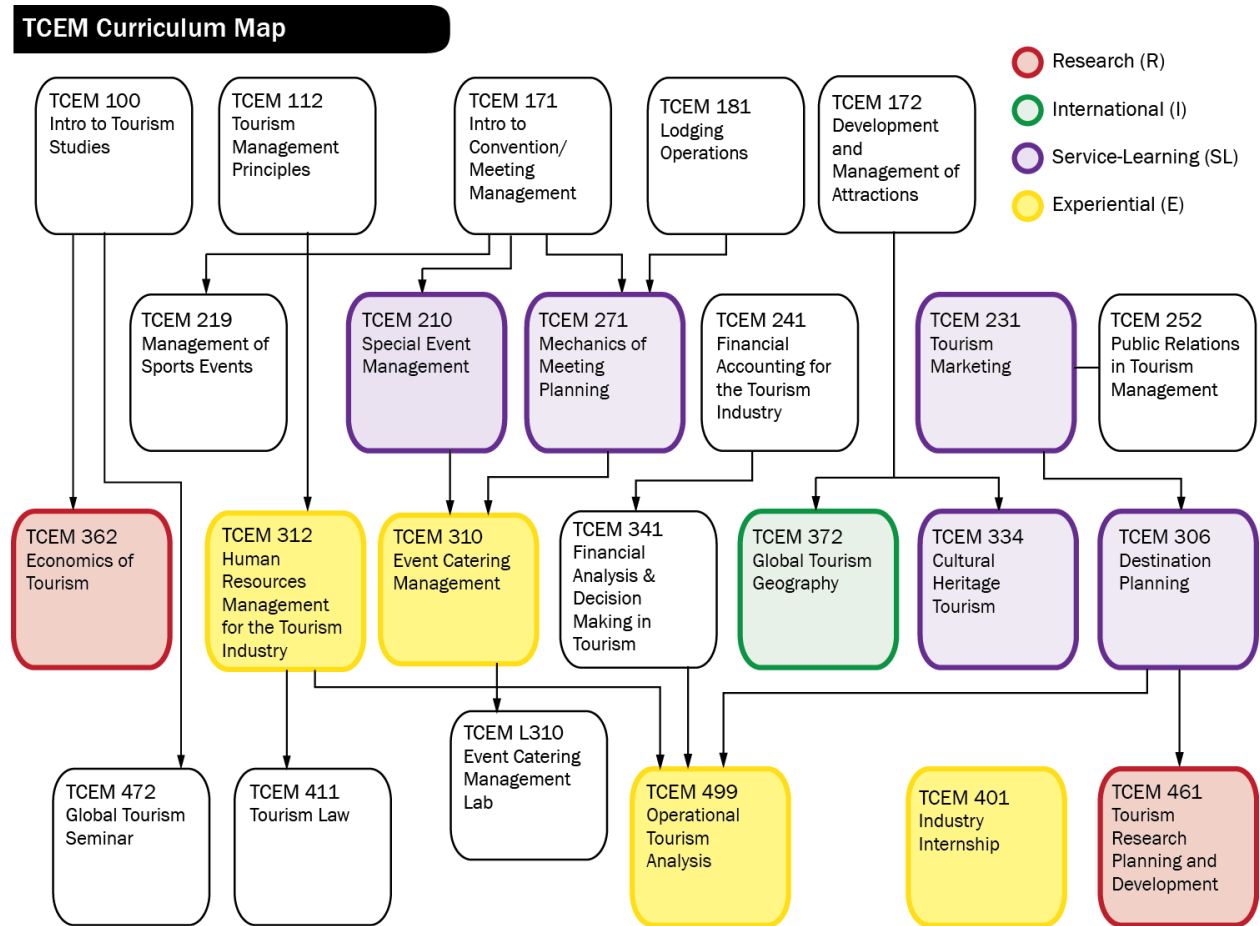 TCEM Curriculum Map
Research (R)
International (I)
Service-Learning (SL)
Experiential (E)
TCEM 100
Intro to Tourism
Studies
TCEM 112
Tourism
Management
Principles
TCEM 171
Intro to
Convention/
Meeting
Management
TCEM 181
Lodging
Operations
TCEM 172
Development
and
Management of
Attractions
TCEM 219
Management of
Sports Events
TCEM 210
Special Event
Management
TCEM 271
Mechanics of
Meeting
Planning
TCEM 241
Financial
Accounting for
the Tourism
Industry
TCEM 231
Tourism
Marketing
TCEM 252
Public Relations
in Tourism
Management
TCEM 362
Economics of
Tourism
TCEM 312
Human
Resources
Management
for the Tourism
Industry
TCEM 310
Event Catering
Management
TCEM 341
Financial
Analysis &
Decision
Making in
Tourism
TCEM 372
Global Tourism
Geography
TCEM 334
Cultural
Heritage
Tourism
TCEM 306
Destination
Planning
TCEM 472
Global Tourism
Seminar
TCEM 411
Tourism Law
TCEM L310
Event Catering
Management
Lab
TCEM 499
Operational
Tourism
Analysis
TCEM 401
Industry
Internship
TCEM 461
Tourism
Research
Planning and
Development